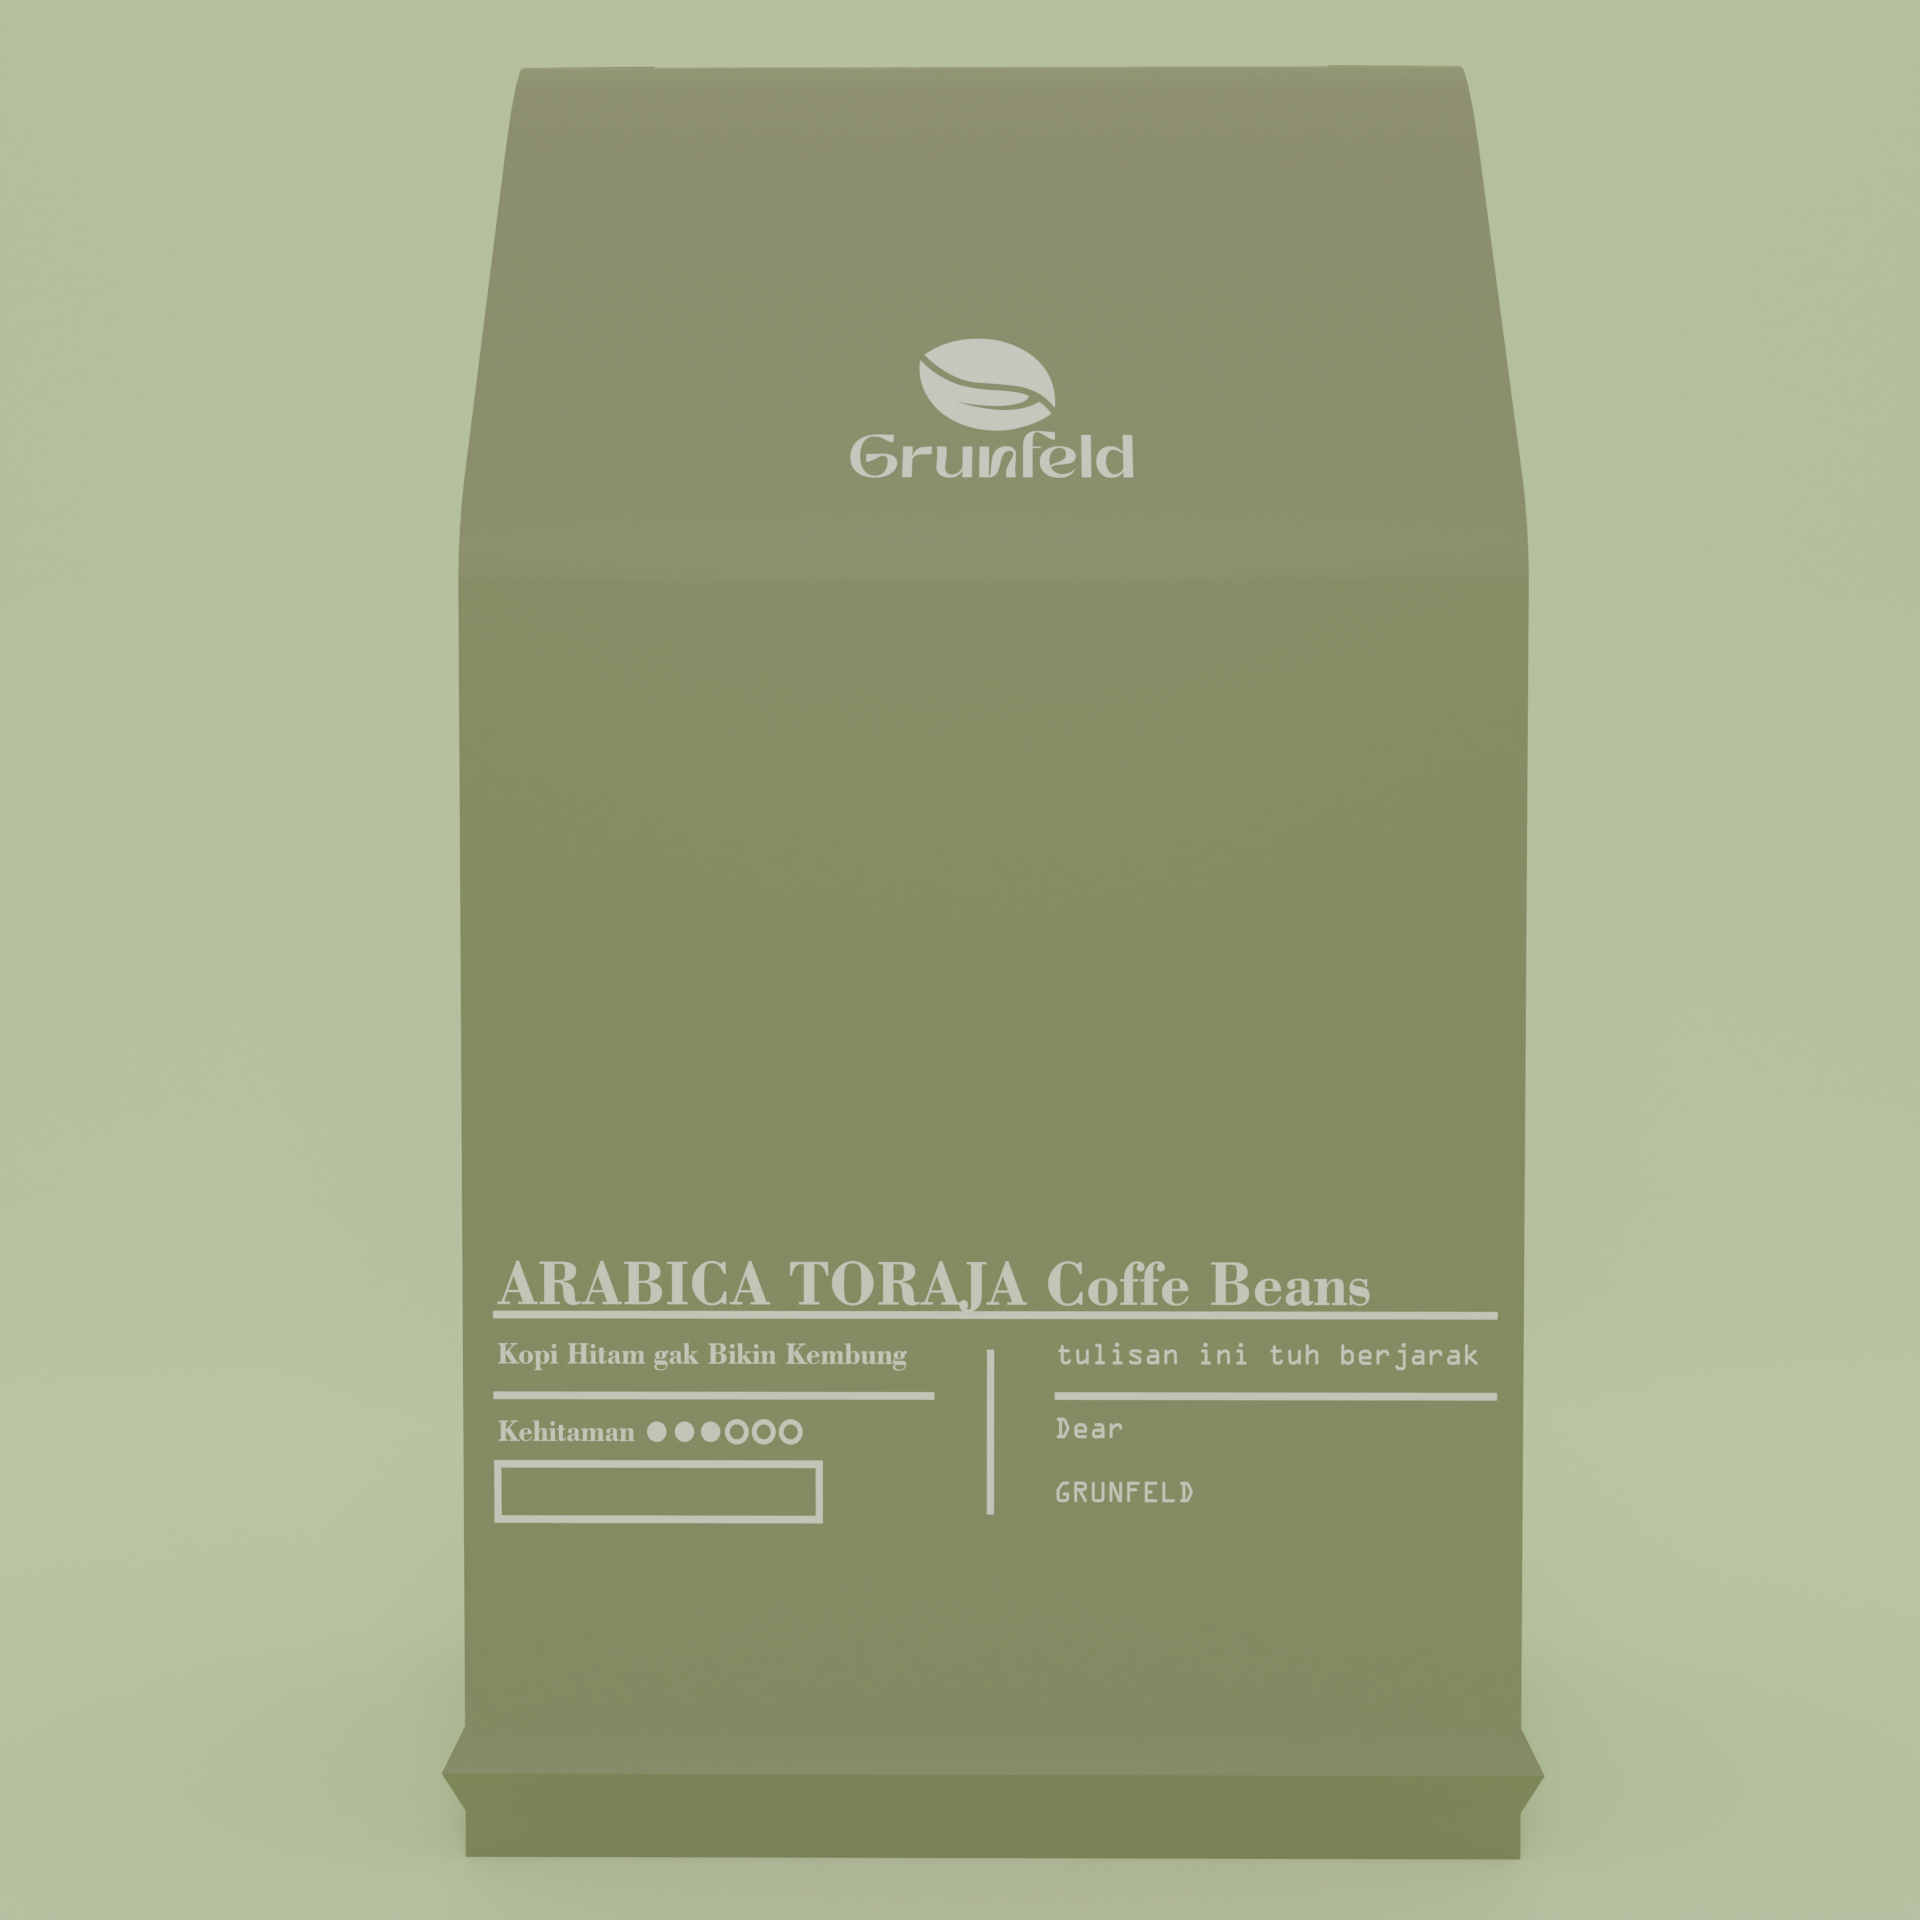 Grunfeld
ARABICA TORAJA Coffe Beans
Kopi Hitam gak Bikin Kembung
Kehitaman
tulisan ini tuh berjarak
Dear
GRUNFELD